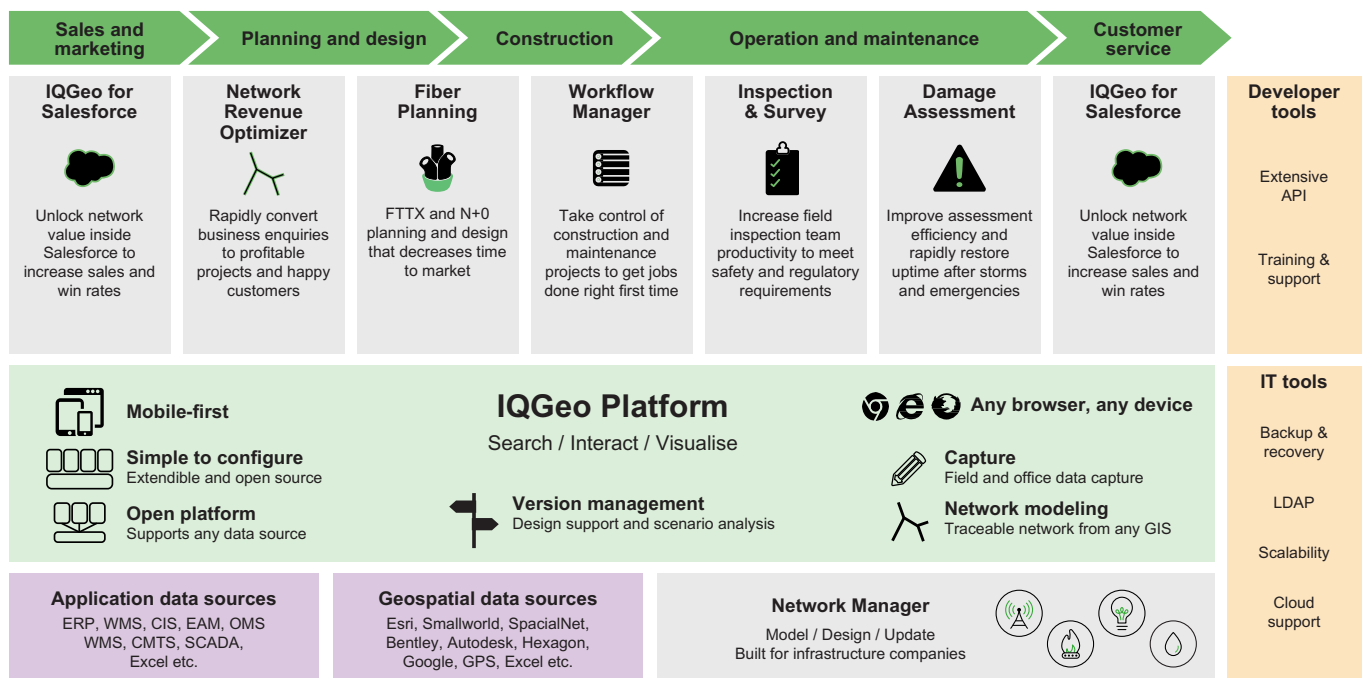 Sales and
marketing
Planning and design
Construction
Operation and maintenance
Customer
service
IQGeo for
Salesforce
Unlock network
value inside
Salesforce to
increase sales and
win rates
Network
Revenue
Optimizer
Rapidly convert
business enquiries
to profitable
projects and happy
customers
Fiber
Planning
FTTX and N+0
planning and design
that decreases time
to market
Workflow
Manager
Take control of
construction and
maintenance
projects to get jobs
done right first time
Inspection
& Survey
Increase field
inspection team
productivity to meet
safety and regulatory
requirements
Damage
Assessment
Improve assessment
efficiency and
rapidly restore
uptime after storms
and emergencies
IQGeo for
Salesforce
Unlock network
value inside
Salesforce to
increase sales and
win rates
Developer
tools
Extensive
API
Training &
support
Mobile-first
Simple to configure
Extendible and open source
Open platform
Supports any data source
IQGeo Platform
Search / Interact / Visualise
Version management
Design support and scenario analysis
Any browser, any device
Capture
Field and office data capture
Network modeling
Traceable network from any GIS
IT tools
Backup &
recovery
LDAP
Scalability
Cloud
support
Application data sources
ERP, WMS, CIS, EAM, OMS
WMS, CMTS, SCADA,
Excel etc.
Geospatial data sources
Esri, Smallworld, SpacialNet,
Bentley, Autodesk, Hexagon,
Google, GPS, Excel etc.
Network Manager
Model / Design / Update
Built for infrastructure companies